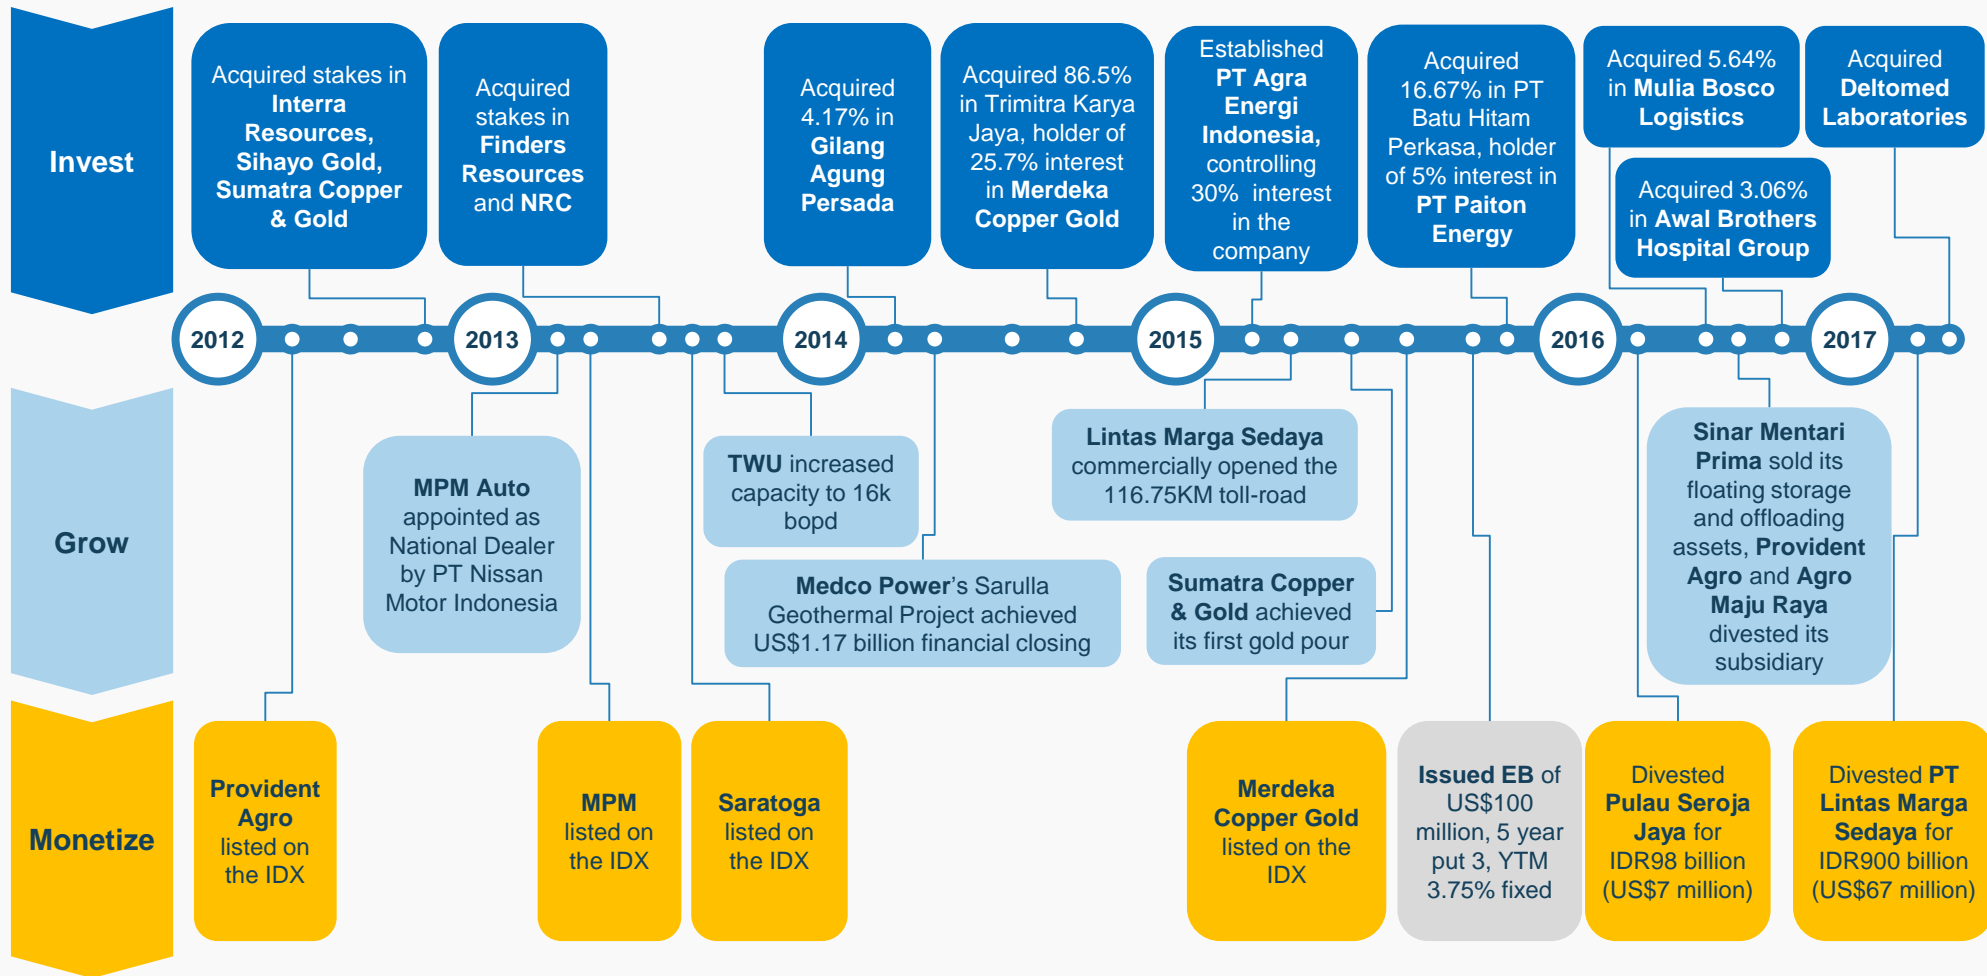 Invest
Acquired stakes in
Interra
Resources,
Sihayo Gold,
Sumatra Copper
& Gold
Acquired
stakes in
Finders
Resources
and NRC
Acquired
4.17% in
Gilang
Agung
Persada
Acquired 86.5%
in Trimitra Karya
Jaya, holder of
25.7% interest
in Merdeka
Copper Gold
Established
PT Agra
Energi
Indonesia,
controlling
30% interest
in the
company
Acquired
16.67% in PT
Batu Hitam
Perkasa, holder
of 5% interest in
PT Paiton
Energy
Acquired 5.64%
in Mulia Bosco
Logistics
Acquired 3.06%
in Awal Brothers
Hospital Group
Acquired
Deltomed
Laboratories
2012
2013
2014
2015
2016
2017
Grow
MPM Auto
appointed as
National Dealer
by PT Nissan
Motor Indonesia
TWU increased
capacity to 16k
bopd
Medco Power's Sarulla
Geothermal Project achieved
US$1.17 billion financial closing
Lintas Marga Sedaya
commercially opened the
116.75KM toll-road
Sumatra Copper
& Gold achieved
its first gold pour
Sinar Mentari
Prima sold its
floating storage
and offloading
assets, Provident
Agro and Agro
Maju Raya
divested its
subsidiary
Monetize
Provident
Agro
listed on
the IDX
MPM
listed on
the IDX
Saratoga
listed on
the IDX
Merdeka
Copper Gold
listed on the
IDX
Issued EB of
US$100
million, 5 year
put 3, YTM
3.75% fixed
Divested
Pulau Seroja
Jaya for
IDR98 billion
(US$7 million)
Divested PT
Lintas Marga
Sedaya for
IDR900 billion
(US$67 million)